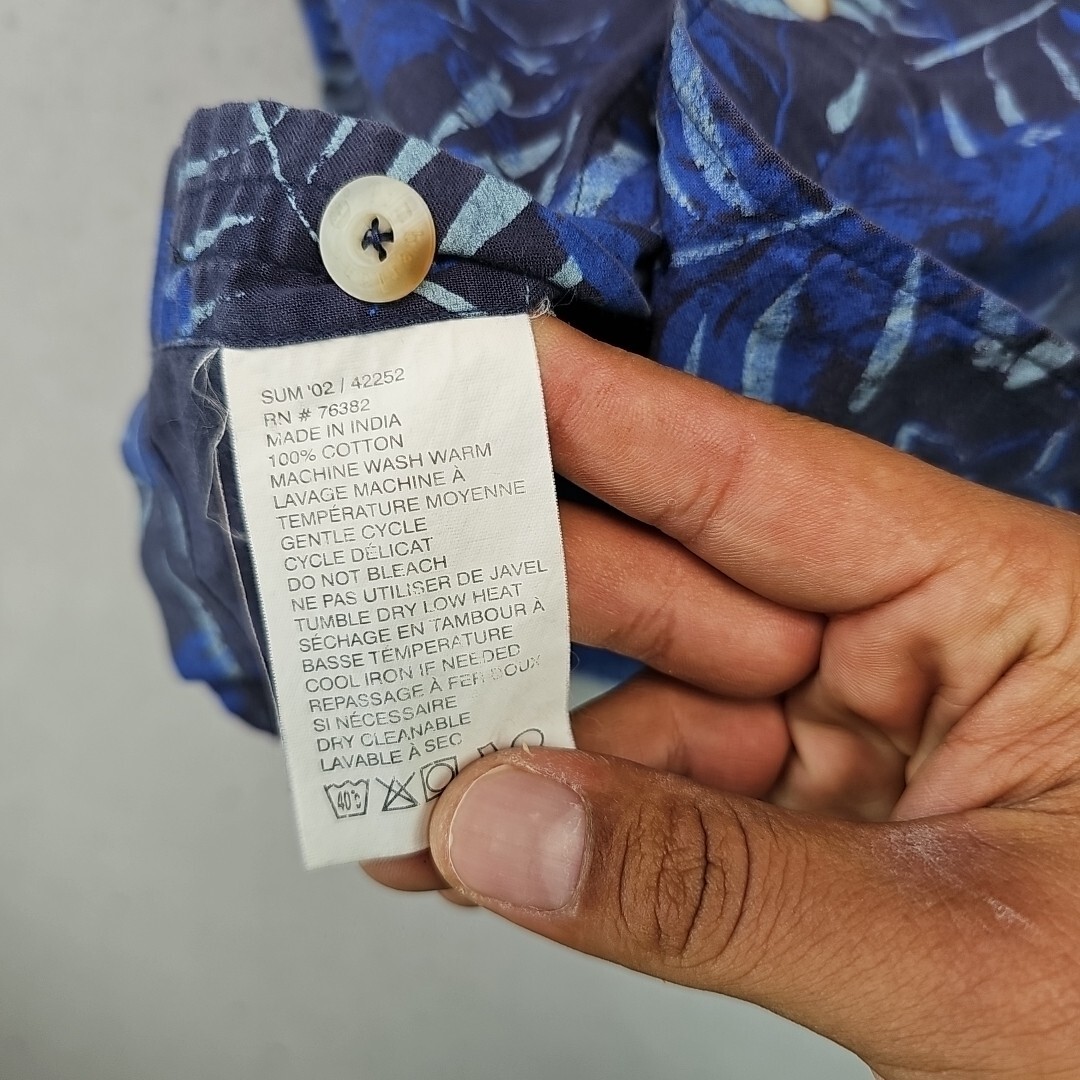 SUM '02 / 42252
RN # 76382
MADE IN INDIA
100% COTTON
MACHINE WASH WARM
LAVAGE MACHINE À
TEMPÉRATURE MOYENNE
GENTLE CYCLE
CYCLE DÉLICAT
DO NOT BLEACH
NE PAS UTILISER DE JAVEL
TUMBLE DRY LOW HEAT
SÉCHAGE EN TAMBOUR À
BASSE TEMPÉRATURE
COOL IRON IF NEEDED
REPASSAGE À FER DOUX
SI NÉCESSAIRE
DRY CLEANABLE
LAVABLE À SEC
40°C